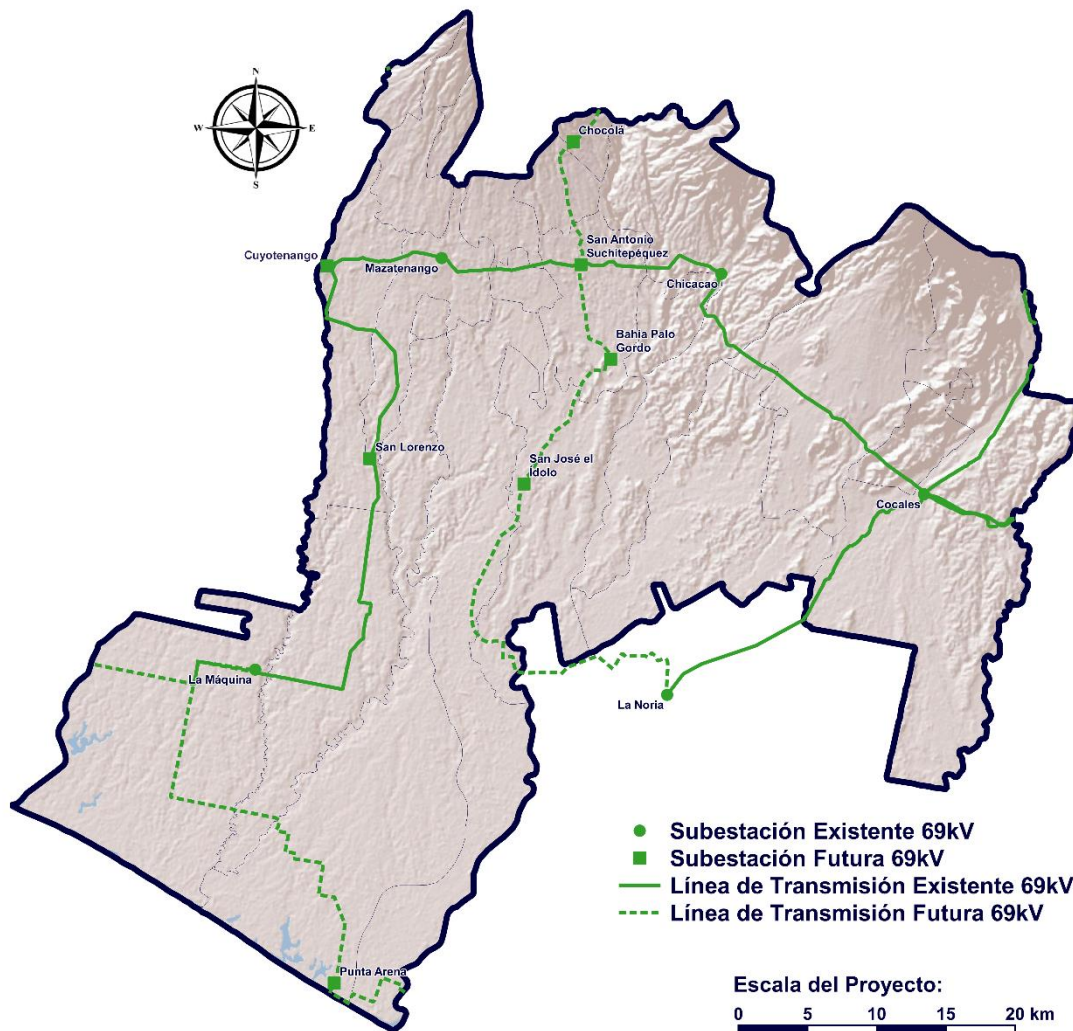 N
W
E
S
Chocolá
San Antonio
Suchitepéquez
Cuyotenango
Mazatenango
Chicacao
Bahia Palo
Gordo
San Lorenzo
San José el
Ídolo
Cocales
La Máquina
La Noria
Punta Arena
Subestación Existente 69kV
Subestación Futura 69kV
Línea de Transmisión Existente 69kV
Línea de Transmisión Futura 69kV
Escala del Proyecto:
0 5 10 15 20 km